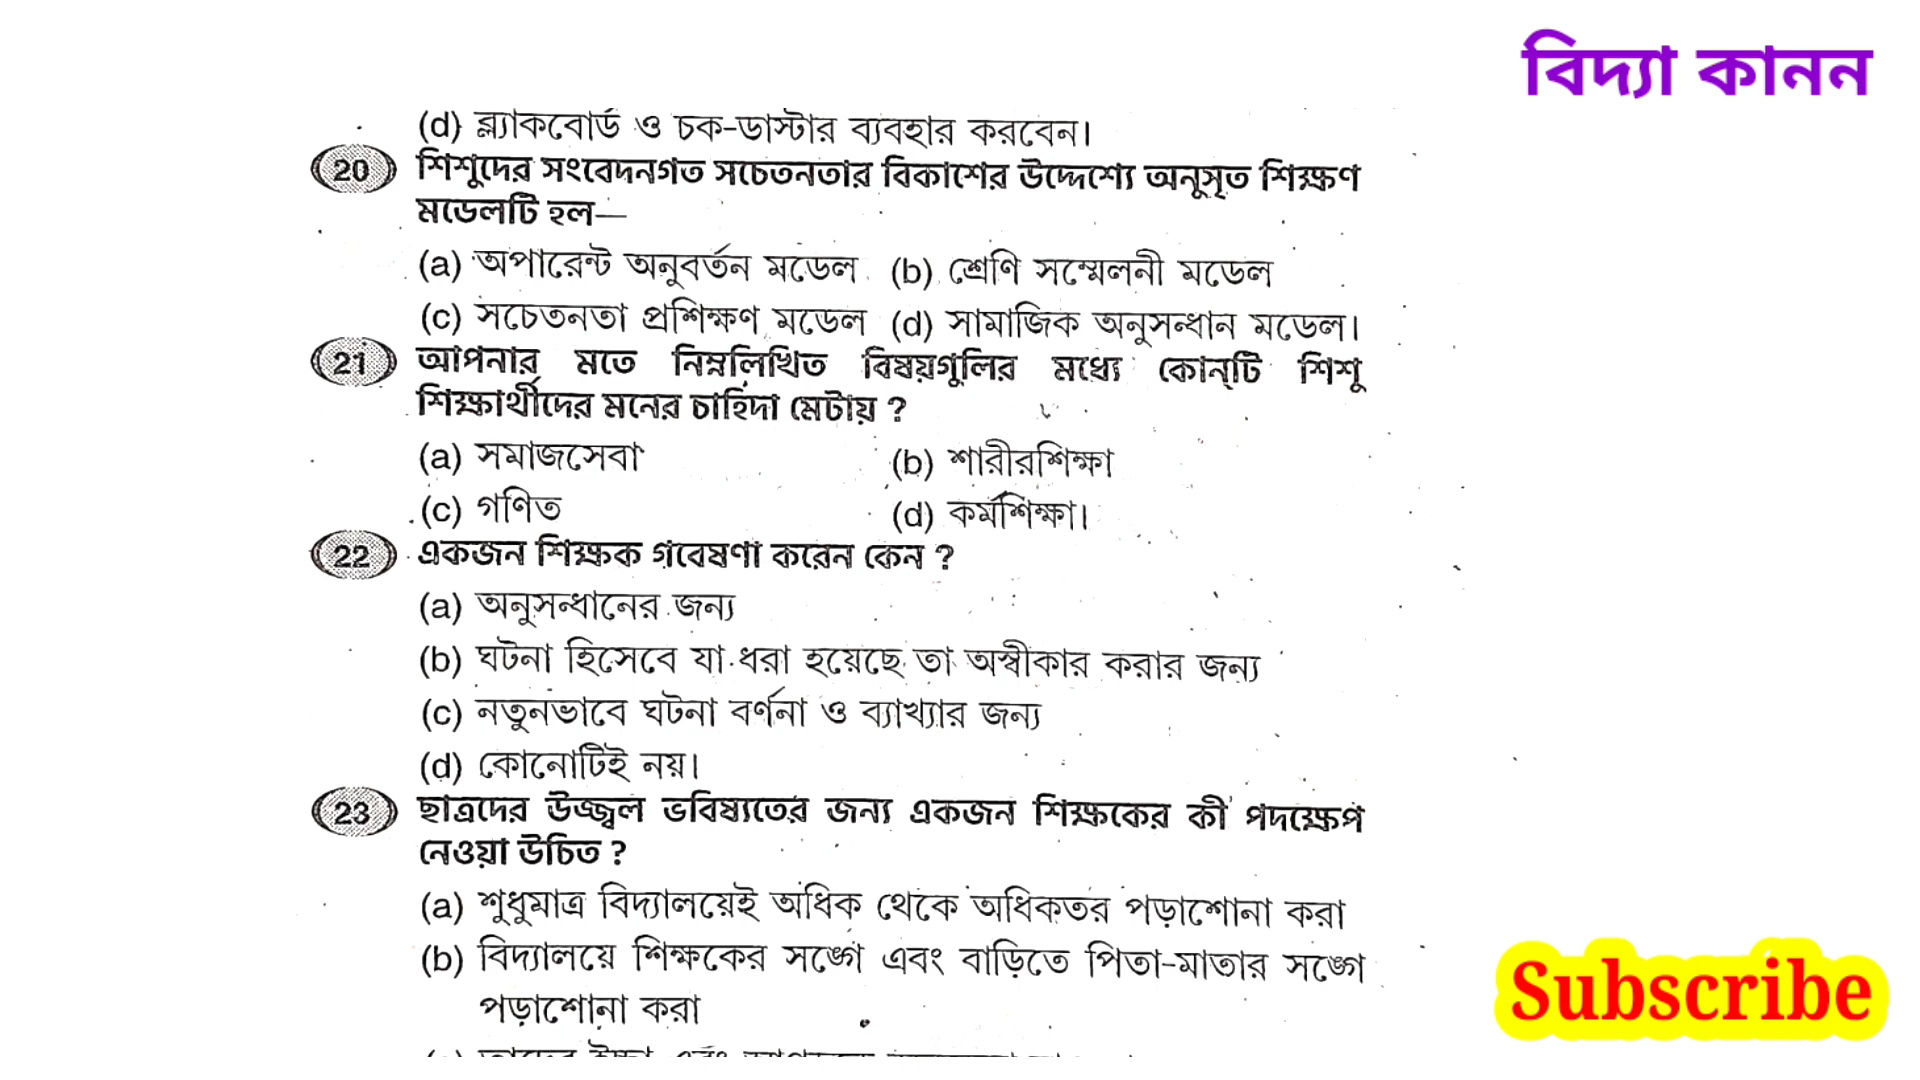 বিদ্যা কানন
(d) ব্ল্যাকবোর্ড ও চক-ডাস্টার ব্যবহার করবেন।
20 শিশুদের সংবেদনগত সচেতনতার বিকাশের উদ্দেশ্যে অনুসৃত শিক্ষণ
মডেলটি হল—
(a) অপারেন্ট অনুবর্তন মডেল (b) শ্রেণি সম্মেলনী মডেল
(c) সচেতনতা প্রশিক্ষণ মডেল (d) সামাজিক অনুসন্ধান মডেল।
21 আপনার মতে নিম্নলিখিত বিষয়গুলির মধ্যে কোন্‌টি শিশু
শিক্ষার্থীদের মনের চাহিদা মেটায় ?
(a) সমাজসেবা (b) শারীরশিক্ষা
(c) গণিত (d) কর্মশিক্ষা।
22 একজন শিক্ষক গবেষণা করেন কেন ?
(a) অনুসন্ধানের জন্য
(b) ঘটনা হিসেবে যা ধরা হয়েছে তা অস্বীকার করার জন্য
(c) নতুনভাবে ঘটনা বর্ণনা ও ব্যাখ্যার জন্য
(d) কোনোটিই নয়।
23 ছাত্রদের উজ্জ্বল ভবিষ্যতের জন্য একজন শিক্ষকের কী পদক্ষেপ
নেওয়া উচিত ?
(a) শুধুমাত্র বিদ্যালয়েই অধিক থেকে অধিকতর পড়াশোনা করা
(b) বিদ্যালয়ে শিক্ষকের সঙ্গে এবং বাড়িতে পিতা-মাতার সঙ্গে
পড়াশোনা করা
Subscribe